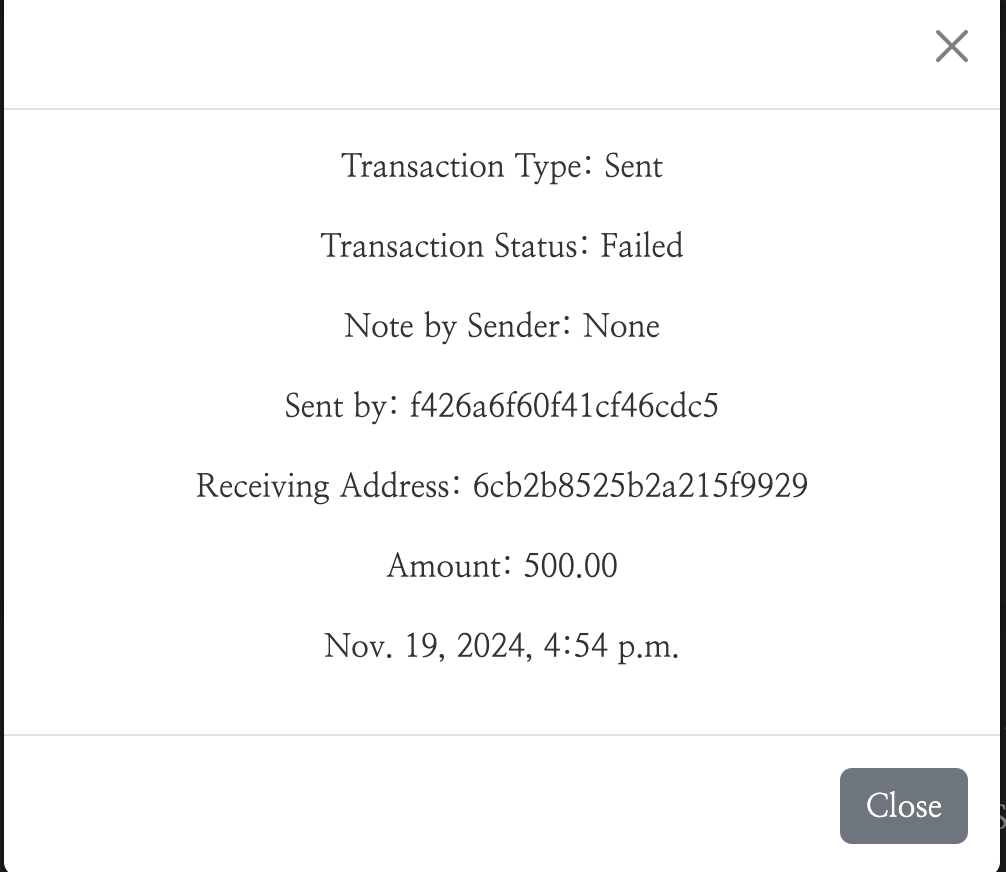 Transaction Type: Sent
Transaction Status: Failed
Note by Sender: None
Sent by: f426a6f60f41cf46cdc5
Receiving Address: 6cb2b8525b2a215f9929
Amount: 500.00
Nov. 19, 2024, 4:54 p.m.
Close